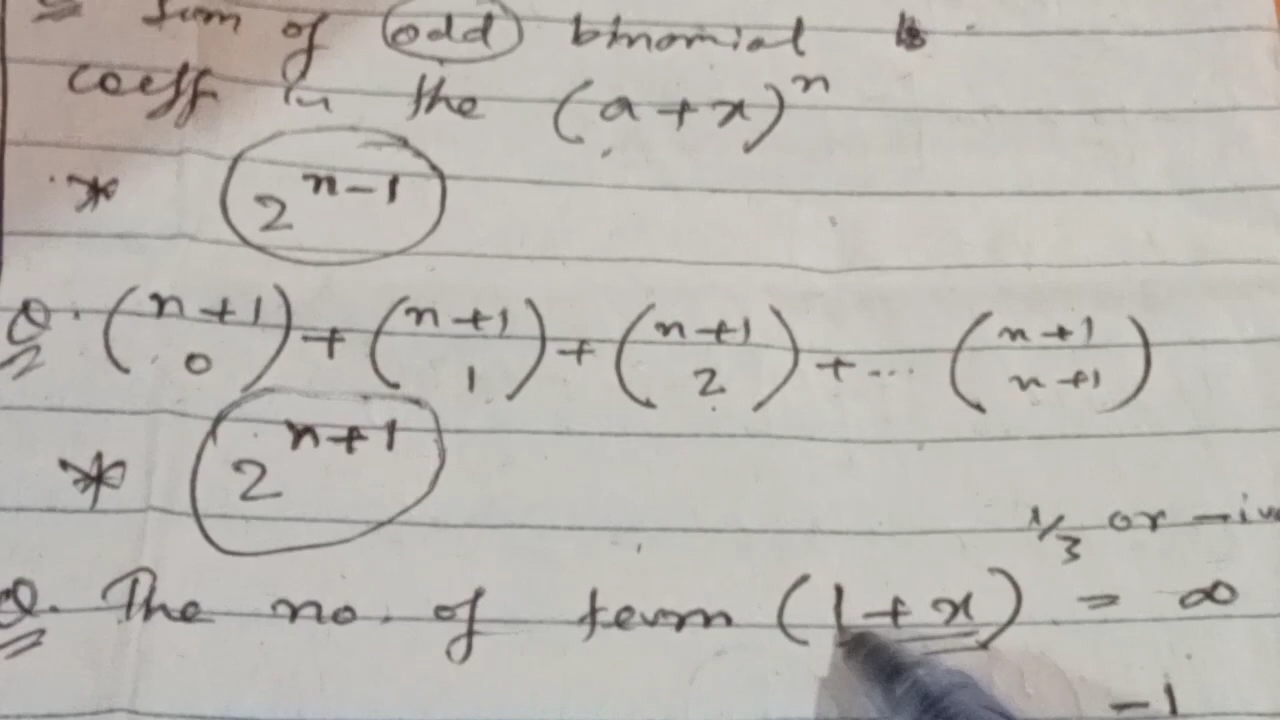 Sum of odd binomial is
coeff in the (a+x)^n
* 2^{n-1}
Q. (n+1 0) + (n+1 1) + (n+1 2) + ... (n+1 n+1)
* 2^{n+1}
Q. The no. of term (1+x)^{1/3 or -ive} = ∞
-1